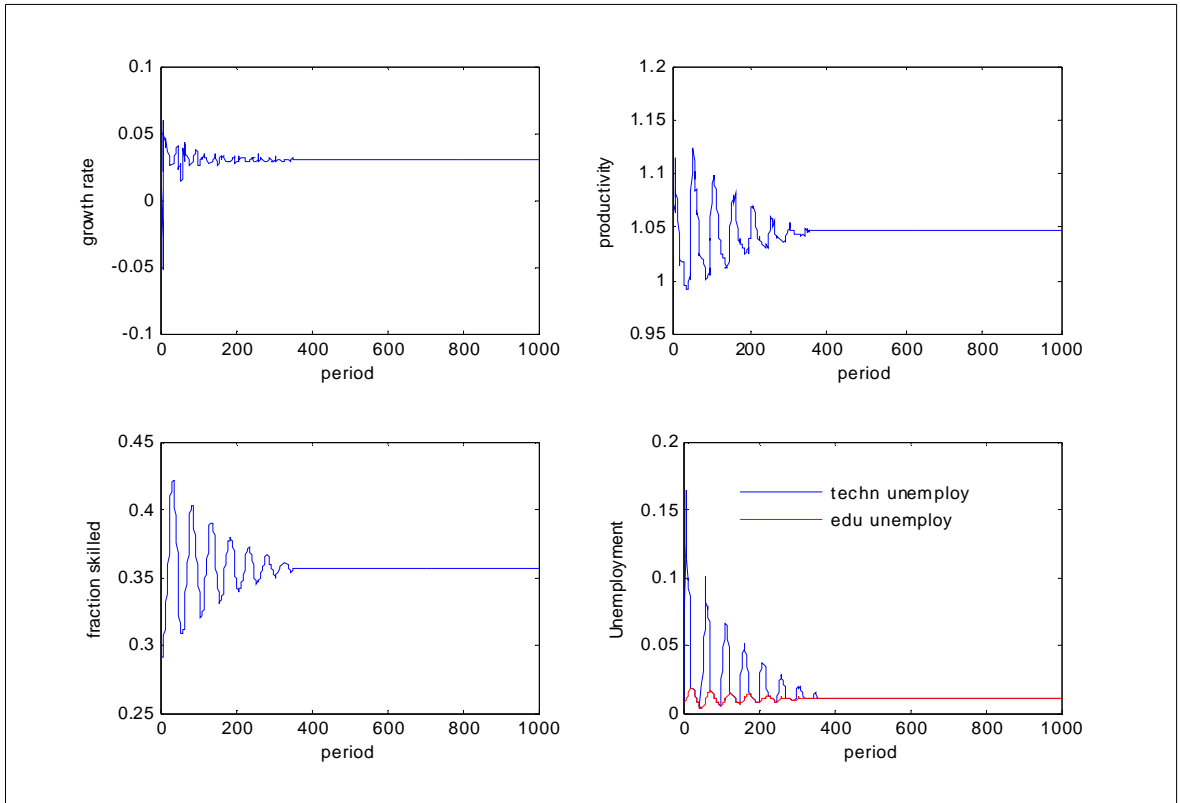 0.1
0.05
0
-0.05
-0.1
growth rate
0 200 400 600 800 1000
period
1.2
1.15
1.1
1.05
1
0.95
productivity
0 200 400 600 800 1000
period
0.45
0.4
0.35
0.3
0.25
fraction skilled
0 200 400 600 800 1000
period
0.2
0.15
0.1
0.05
0
Unemployment
techn unemploy
edu unemploy
0 200 400 600 800 1000
period